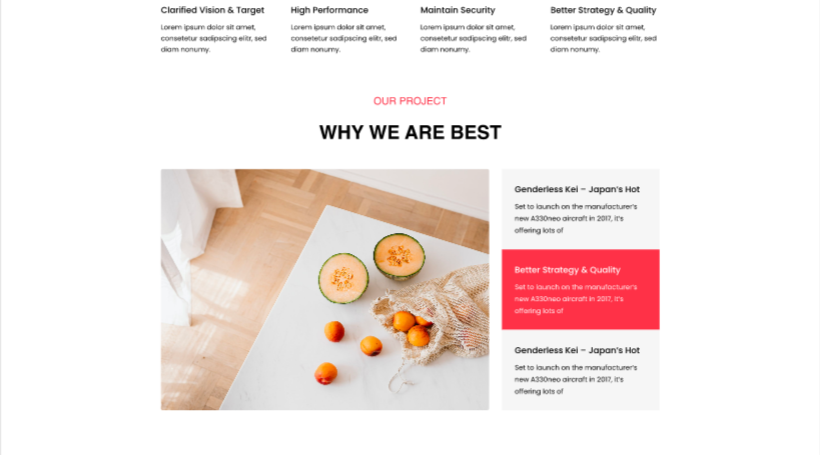 Clarified Vision & Target
Lorem ipsum dolor sit amet,
consetetur sadipscing elitr, sed
diam nonumy.
High Performance
Lorem ipsum dolor sit amet,
consetetur sadipscing elitr, sed
diam nonumy.
Maintain Security
Lorem ipsum dolor sit amet,
consetetur sadipscing elitr, sed
diam nonumy.
Better Strategy & Quality
Lorem ipsum dolor sit amet,
consetetur sadipscing elitr, sed
diam nonumy.
OUR PROJECT
WHY WE ARE BEST
Genderless Kei – Japan's Hot
Set to launch on the manufacturer's
new A330neo aircraft in 2017, it's
offering lots of
Better Strategy & Quality
Set to launch on the manufacturer's
new A330neo aircraft in 2017, it's
offering lots of
Genderless Kei – Japan's Hot
Set to launch on the manufacturer's
new A330neo aircraft in 2017, it's
offering lots of